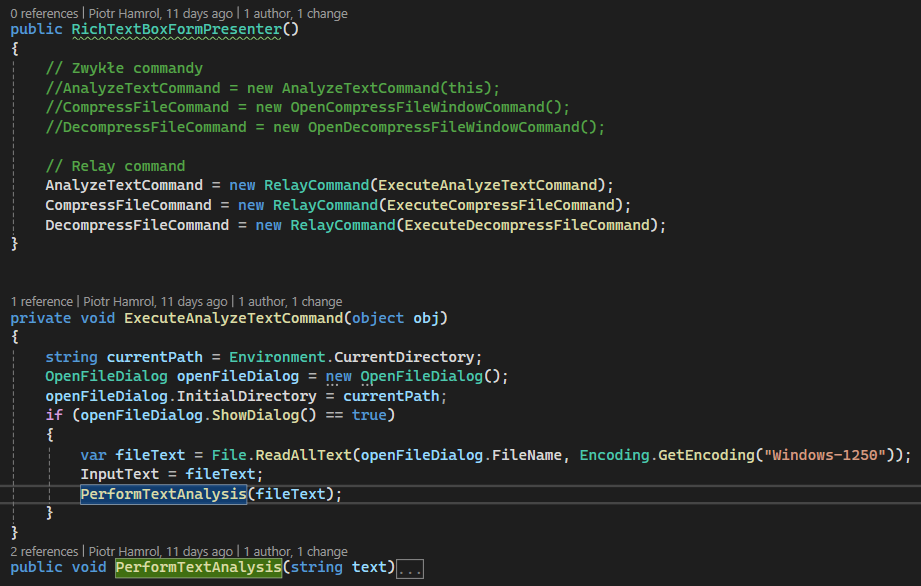 0 references | Piotr Hamrol, 11 days ago | 1 author, 1 change
public RichTextBoxFormPresenter()
{
// Zwykłe commandy
//AnalyzeTextCommand = new AnalyzeTextCommand(this);
//CompressFileCommand = new OpenCompressFileWindowCommand();
//DecompressFileCommand = new OpenDecompressFileWindowCommand();
// Relay command
AnalyzeTextCommand = new RelayCommand(ExecuteAnalyzeTextCommand);
CompressFileCommand = new RelayCommand(ExecuteCompressFileCommand);
DecompressFileCommand = new RelayCommand(ExecuteDecompressFileCommand);
}
1 reference | Piotr Hamrol, 11 days ago | 1 author, 1 change
private void ExecuteAnalyzeTextCommand(object obj)
{
string currentPath = Environment.CurrentDirectory;
OpenFileDialog openFileDialog = new OpenFileDialog();
openFileDialog.InitialDirectory = currentPath;
if (openFileDialog.ShowDialog() == true)
{
var fileText = File.ReadAllText(openFileDialog.FileName, Encoding.GetEncoding("Windows-1250"));
InputText = fileText;
PerformTextAnalysis(fileText);
}
}
2 references | Piotr Hamrol, 11 days ago | 1 author, 1 change
public void PerformTextAnalysis(string text)...